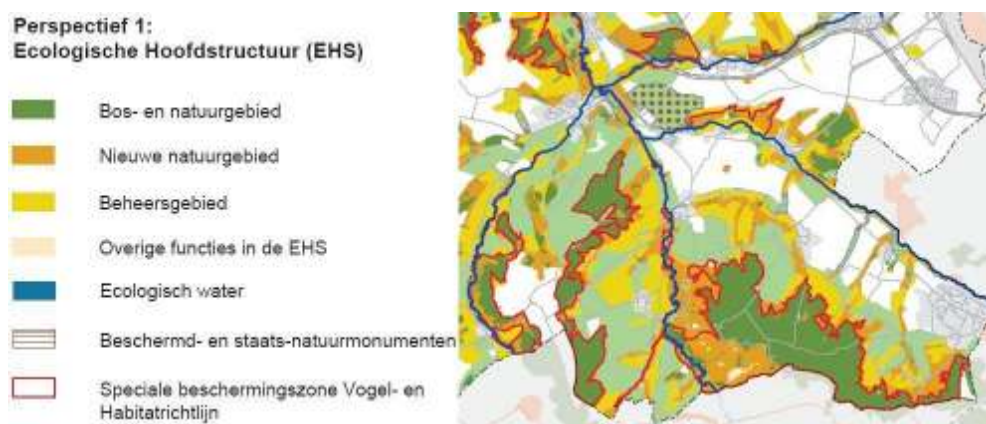 Perspectief 1:
Ecologische Hoofdstructuur (EHS)
Bos- en natuurgebied
Nieuwe natuurgebied
Beheersgebied
Overige functies in de EHS
Ecologisch water
Beschermd- en staats-natuurmonumenten
Speciale beschermingszone Vogel- en
Habitatrichtlijn